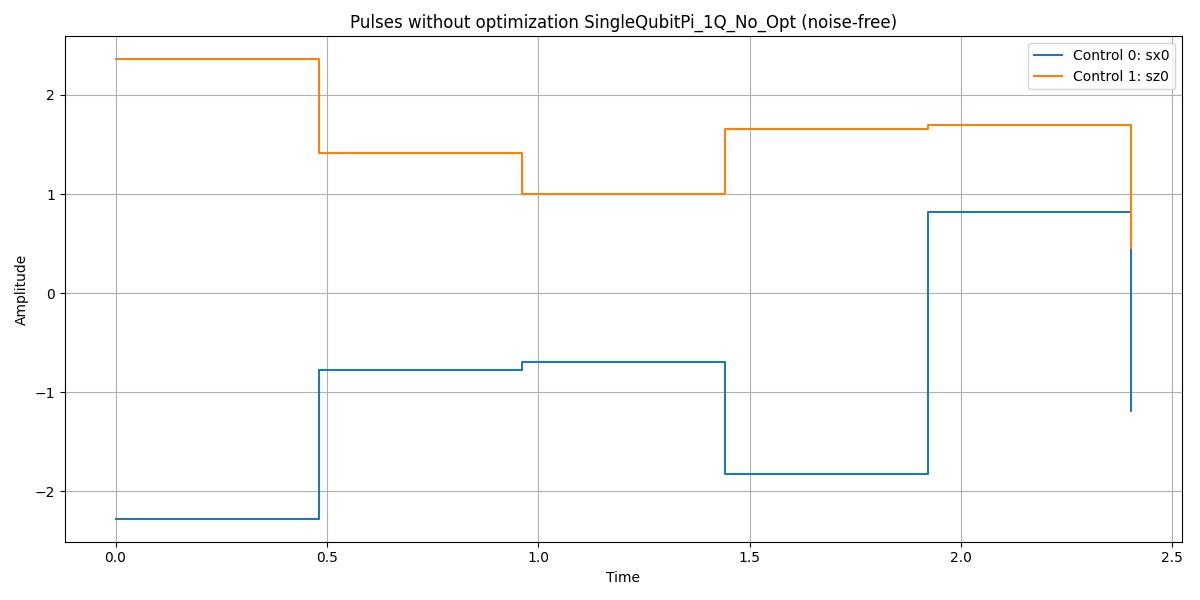 Pulses without optimization SingleQubitPi_1Q_No_Opt (noise-free)
Control 0: sx0
Control 1: sz0
Amplitude
2
1
0
−1
−2
0.0 0.5 1.0 1.5 2.0 2.5
Time